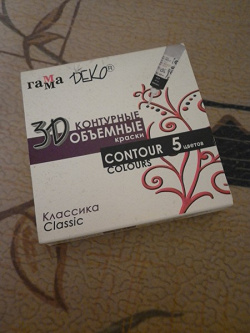 гамма DEKO®
3D КОНТУРНЫЕ
ОБЪЕМНЫЕ
краски
CONTOUR 5 цветов
COLOURS
Классика
Classic